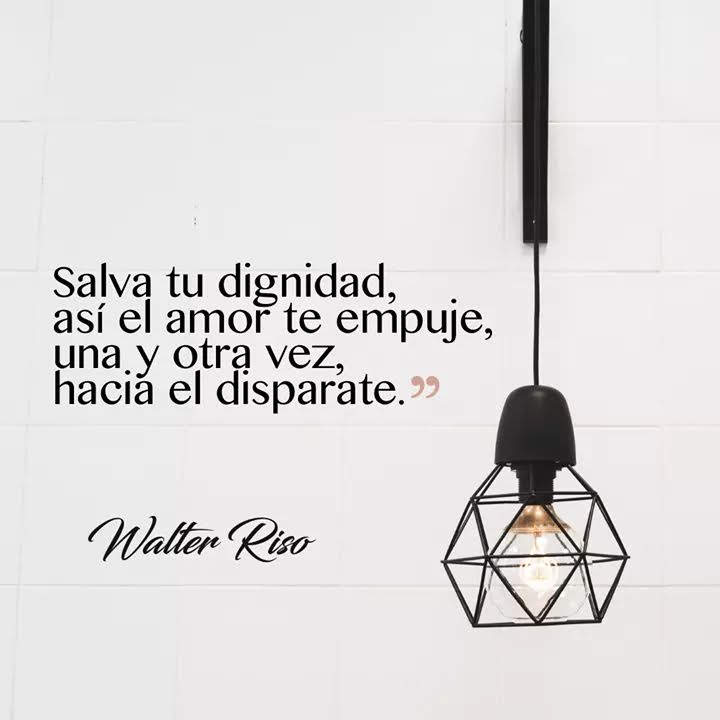 Salva tu dignidad,
así el amor te empuje,
una y otra vez,
hacia el disparate.”
Walter Riso